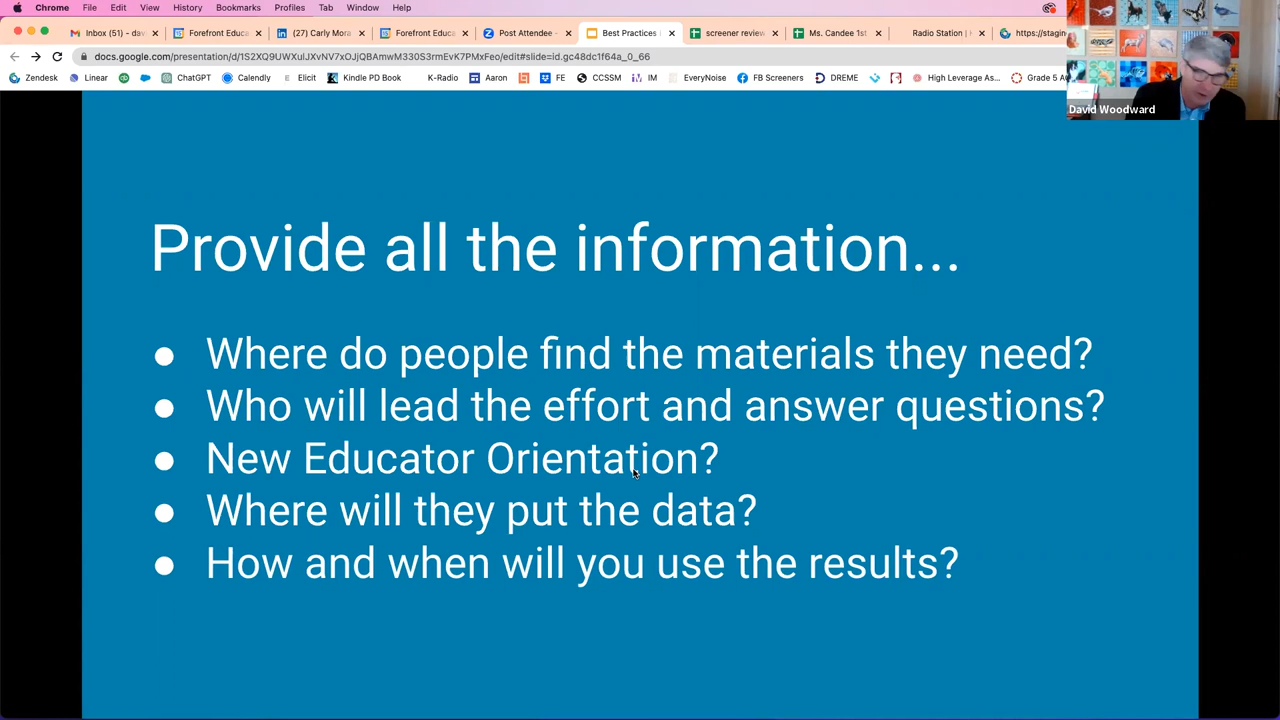 Chrome File Edit View History Bookmarks Profiles Tab Window Help
Inbox (51) - dav
Forefront Educa
(27) Carly Mora
Forefront Educa
Post Attendee -
Best Practices
screener review
Ms. Candee 1st
Radio Station |
https://stagin
docs.google.com/presentation/d/1S2XQ9UWXuIJXvNV7xOJjQBAmwM330S3rmEvK7PMxFeo/edit#slide=id.gc48dc1f64a_0_66
Zendesk Linear ChatGPT Calendly Elicit Kindle PD Book K-Radio Aaron FE CCSSM IM EveryNoise FB Screeners DREME High Leverage As... Grade 5 A
David Woodward
Provide all the information...
● Where do people find the materials they need?
● Who will lead the effort and answer questions?
● New Educator Orientation?
● Where will they put the data?
● How and when will you use the results?